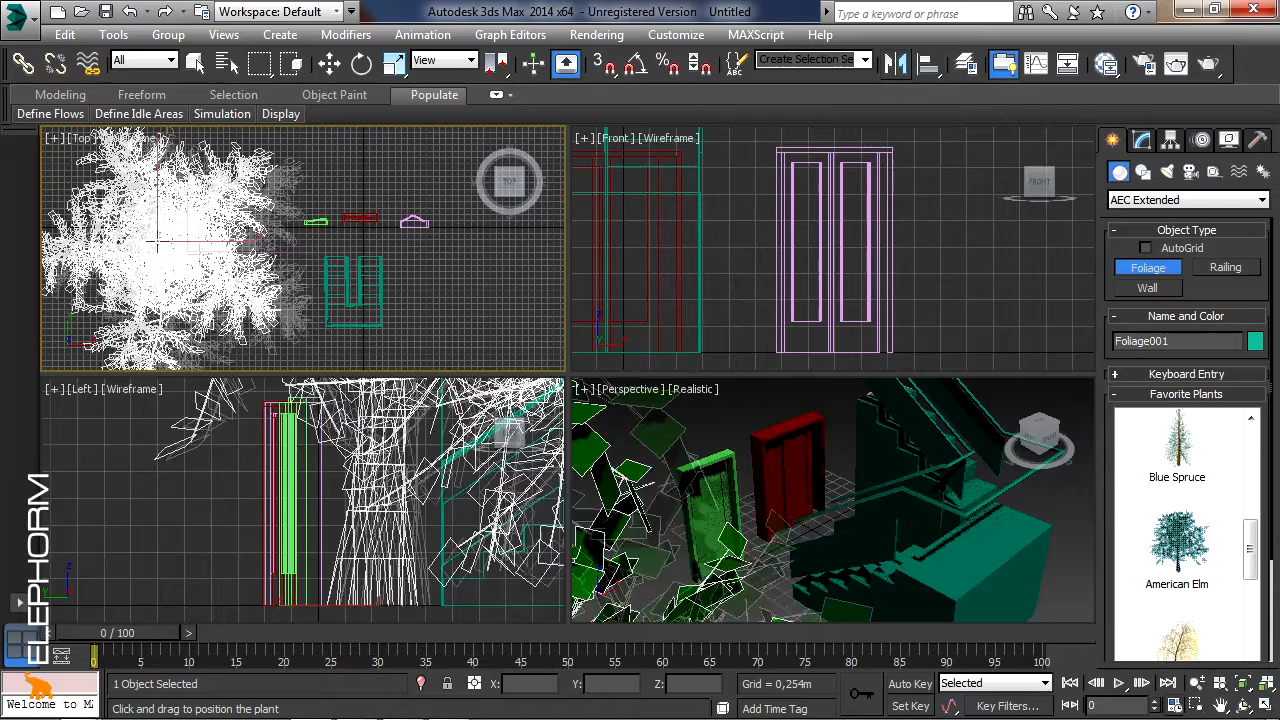 Workspace: Default
Autodesk 3ds Max 2014 x64 - Unregistered Version Untitled
Type a keyword or phrase
Edit Tools Group Views Create Modifiers Animation Graph Editors Rendering Customize MAXScript Help
All
View
3
Create Selection Se
Modeling Freeform Selection Object Paint Populate
Define Flows Define Idle Areas Simulation Display
[+] [Top]
TOP
[+] [Front] [Wireframe]
FRONT
AEC Extended
- Object Type
AutoGrid
Foliage Railing
Wall
- Name and Color
Foliage001
+ Keyboard Entry
- Favorite Plants
Blue Spruce
American Elm
[+] [Left] [Wireframe]
[+] [Perspective] [Realistic]
ELEPHORM
0 / 100
0 5 10 15 20 25 30 35 40 45 50 55 60 65 70 75 80 85 90 95 100
1 Object Selected
X: Y: Z: Grid = 0,254m
Auto Key Selected
Welcome to M
Click and drag to position the plant
Add Time Tag
Set Key Key Filters... 0